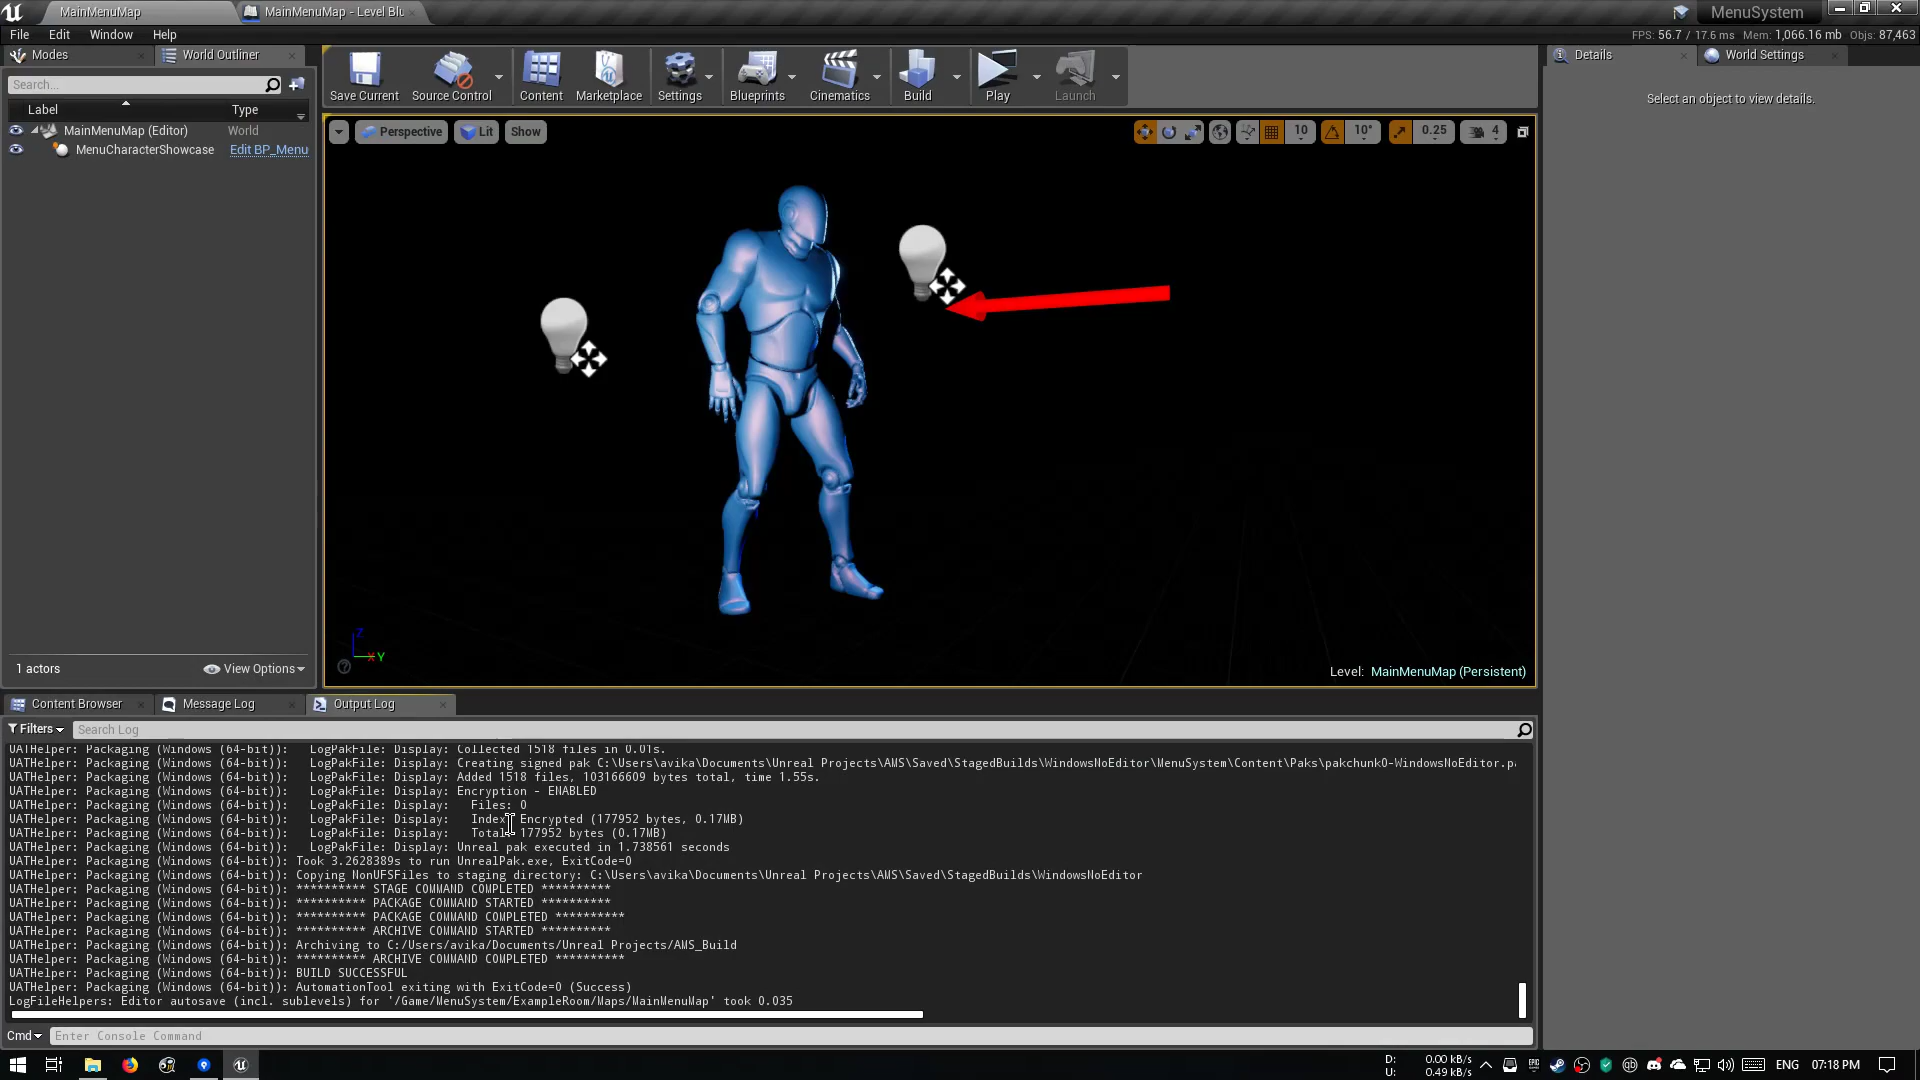 MainMenuMap
MainMenuMap - Level Blu
MenuSystem
File Edit Window Help
FPS: 56.7 / 17.6 ms Mem: 1,066.16 mb Objs: 87,463
Modes
World Outliner
Details
World Settings
Search...
Save Current
Source Control
Content
Marketplace
Settings
Blueprints
Cinematics
Build
Play
Launch
Select an object to view details.
Label Type
MainMenuMap (Editor) World
MenuCharacterShowcase Edit BP_Menu
Perspective Lit Show
10 10° 0.25 4
Z
X Y
1 actors View Options
Level: MainMenuMap (Persistent)
Content Browser
Message Log
Output Log
Filters Search Log
UATHelper: Packaging (Windows (64-bit)): LogPakFile: Display: Collected 1518 files in 0.01s.
UATHelper: Packaging (Windows (64-bit)): LogPakFile: Display: Creating signed pak C:\Users\avika\Documents\Unreal Projects\AMS\Saved\StagedBuilds\WindowsNoEditor\MenuSystem\Content\Paks\pakchunk0-WindowsNoEditor.pa
UATHelper: Packaging (Windows (64-bit)): LogPakFile: Display: Added 1518 files, 103166609 bytes total, time 1.55s.
UATHelper: Packaging (Windows (64-bit)): LogPakFile: Display: Encryption - ENABLED
UATHelper: Packaging (Windows (64-bit)): LogPakFile: Display: Files: 0
UATHelper: Packaging (Windows (64-bit)): LogPakFile: Display: Index: Encrypted (177952 bytes, 0.17MB)
UATHelper: Packaging (Windows (64-bit)): LogPakFile: Display: Total: 177952 bytes (0.17MB)
UATHelper: Packaging (Windows (64-bit)): LogPakFile: Display: Unreal pak executed in 1.738561 seconds
UATHelper: Packaging (Windows (64-bit)): Took 3.2628389s to run UnrealPak.exe, ExitCode=0
UATHelper: Packaging (Windows (64-bit)): Copying NonUFSFiles to staging directory: C:\Users\avika\Documents\Unreal Projects\AMS\Saved\StagedBuilds\WindowsNoEditor
UATHelper: Packaging (Windows (64-bit)): ********** STAGE COMMAND COMPLETED **********
UATHelper: Packaging (Windows (64-bit)): ********** PACKAGE COMMAND STARTED **********
UATHelper: Packaging (Windows (64-bit)): ********** PACKAGE COMMAND COMPLETED **********
UATHelper: Packaging (Windows (64-bit)): ********** ARCHIVE COMMAND STARTED **********
UATHelper: Packaging (Windows (64-bit)): Archiving to C:/Users/avika/Documents/Unreal Projects/AMS_Build
UATHelper: Packaging (Windows (64-bit)): ********** ARCHIVE COMMAND COMPLETED **********
UATHelper: Packaging (Windows (64-bit)): BUILD SUCCESSFUL
UATHelper: Packaging (Windows (64-bit)): AutomationTool exiting with ExitCode=0 (Success)
LogFileHelpers: Editor autosave (incl. sublevels) for '/Game/MenuSystem/ExampleRoom/Maps/MainMenuMap' took 0.035
Cmd Enter Console Command
D: 0.00 kB/s
U: 0.49 kB/s
ENG 07:18 PM